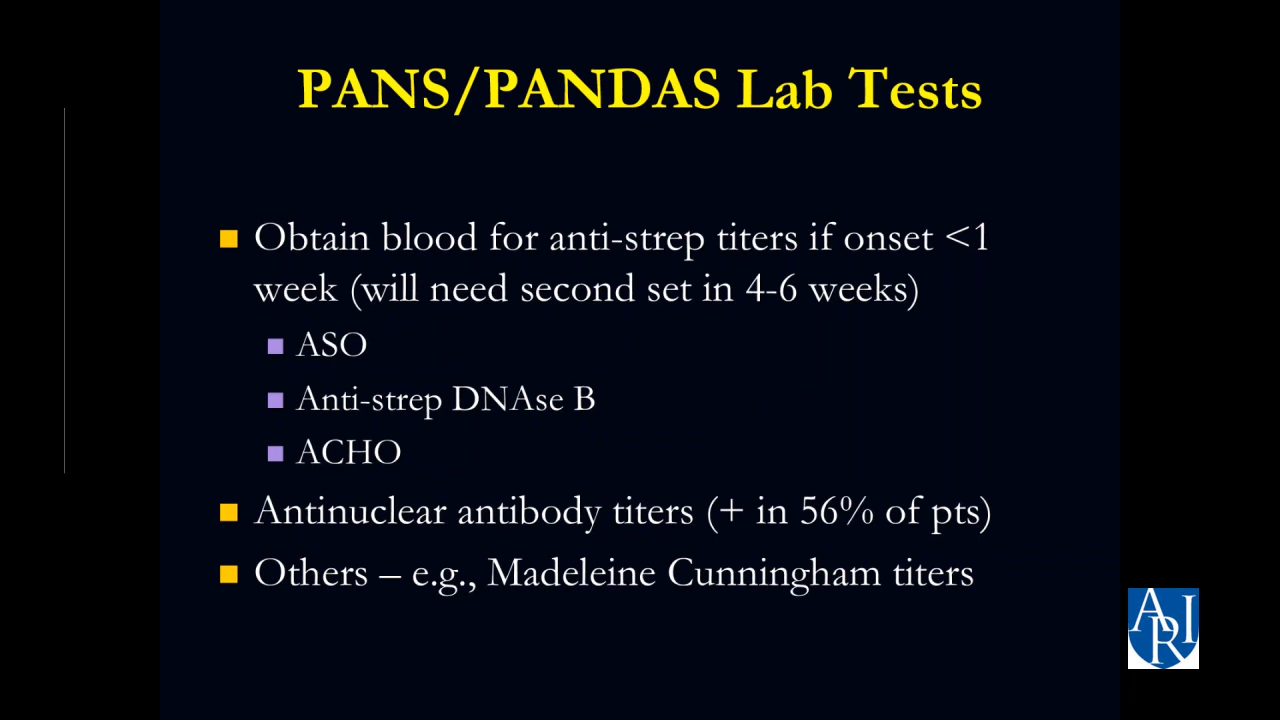 PANS/PANDAS Lab Tests
Obtain blood for anti-strep titers if onset <1
week (will need second set in 4-6 weeks)
ASO
Anti-strep DNAse B
ACHO
Antinuclear antibody titers (+ in 56% of pts)
Others – e.g., Madeleine Cunningham titers
ARI